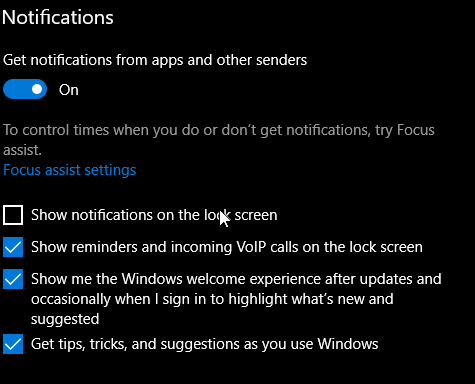 Notifications
Get notifications from apps and other senders
On
To control times when you do or don't get notifications, try Focus
assist.
Focus assist settings
Show notifications on the lock screen
Show reminders and incoming VoIP calls on the lock screen
Show me the Windows welcome experience after updates and
occasionally when I sign in to highlight what's new and
suggested
Get tips, tricks, and suggestions as you use Windows